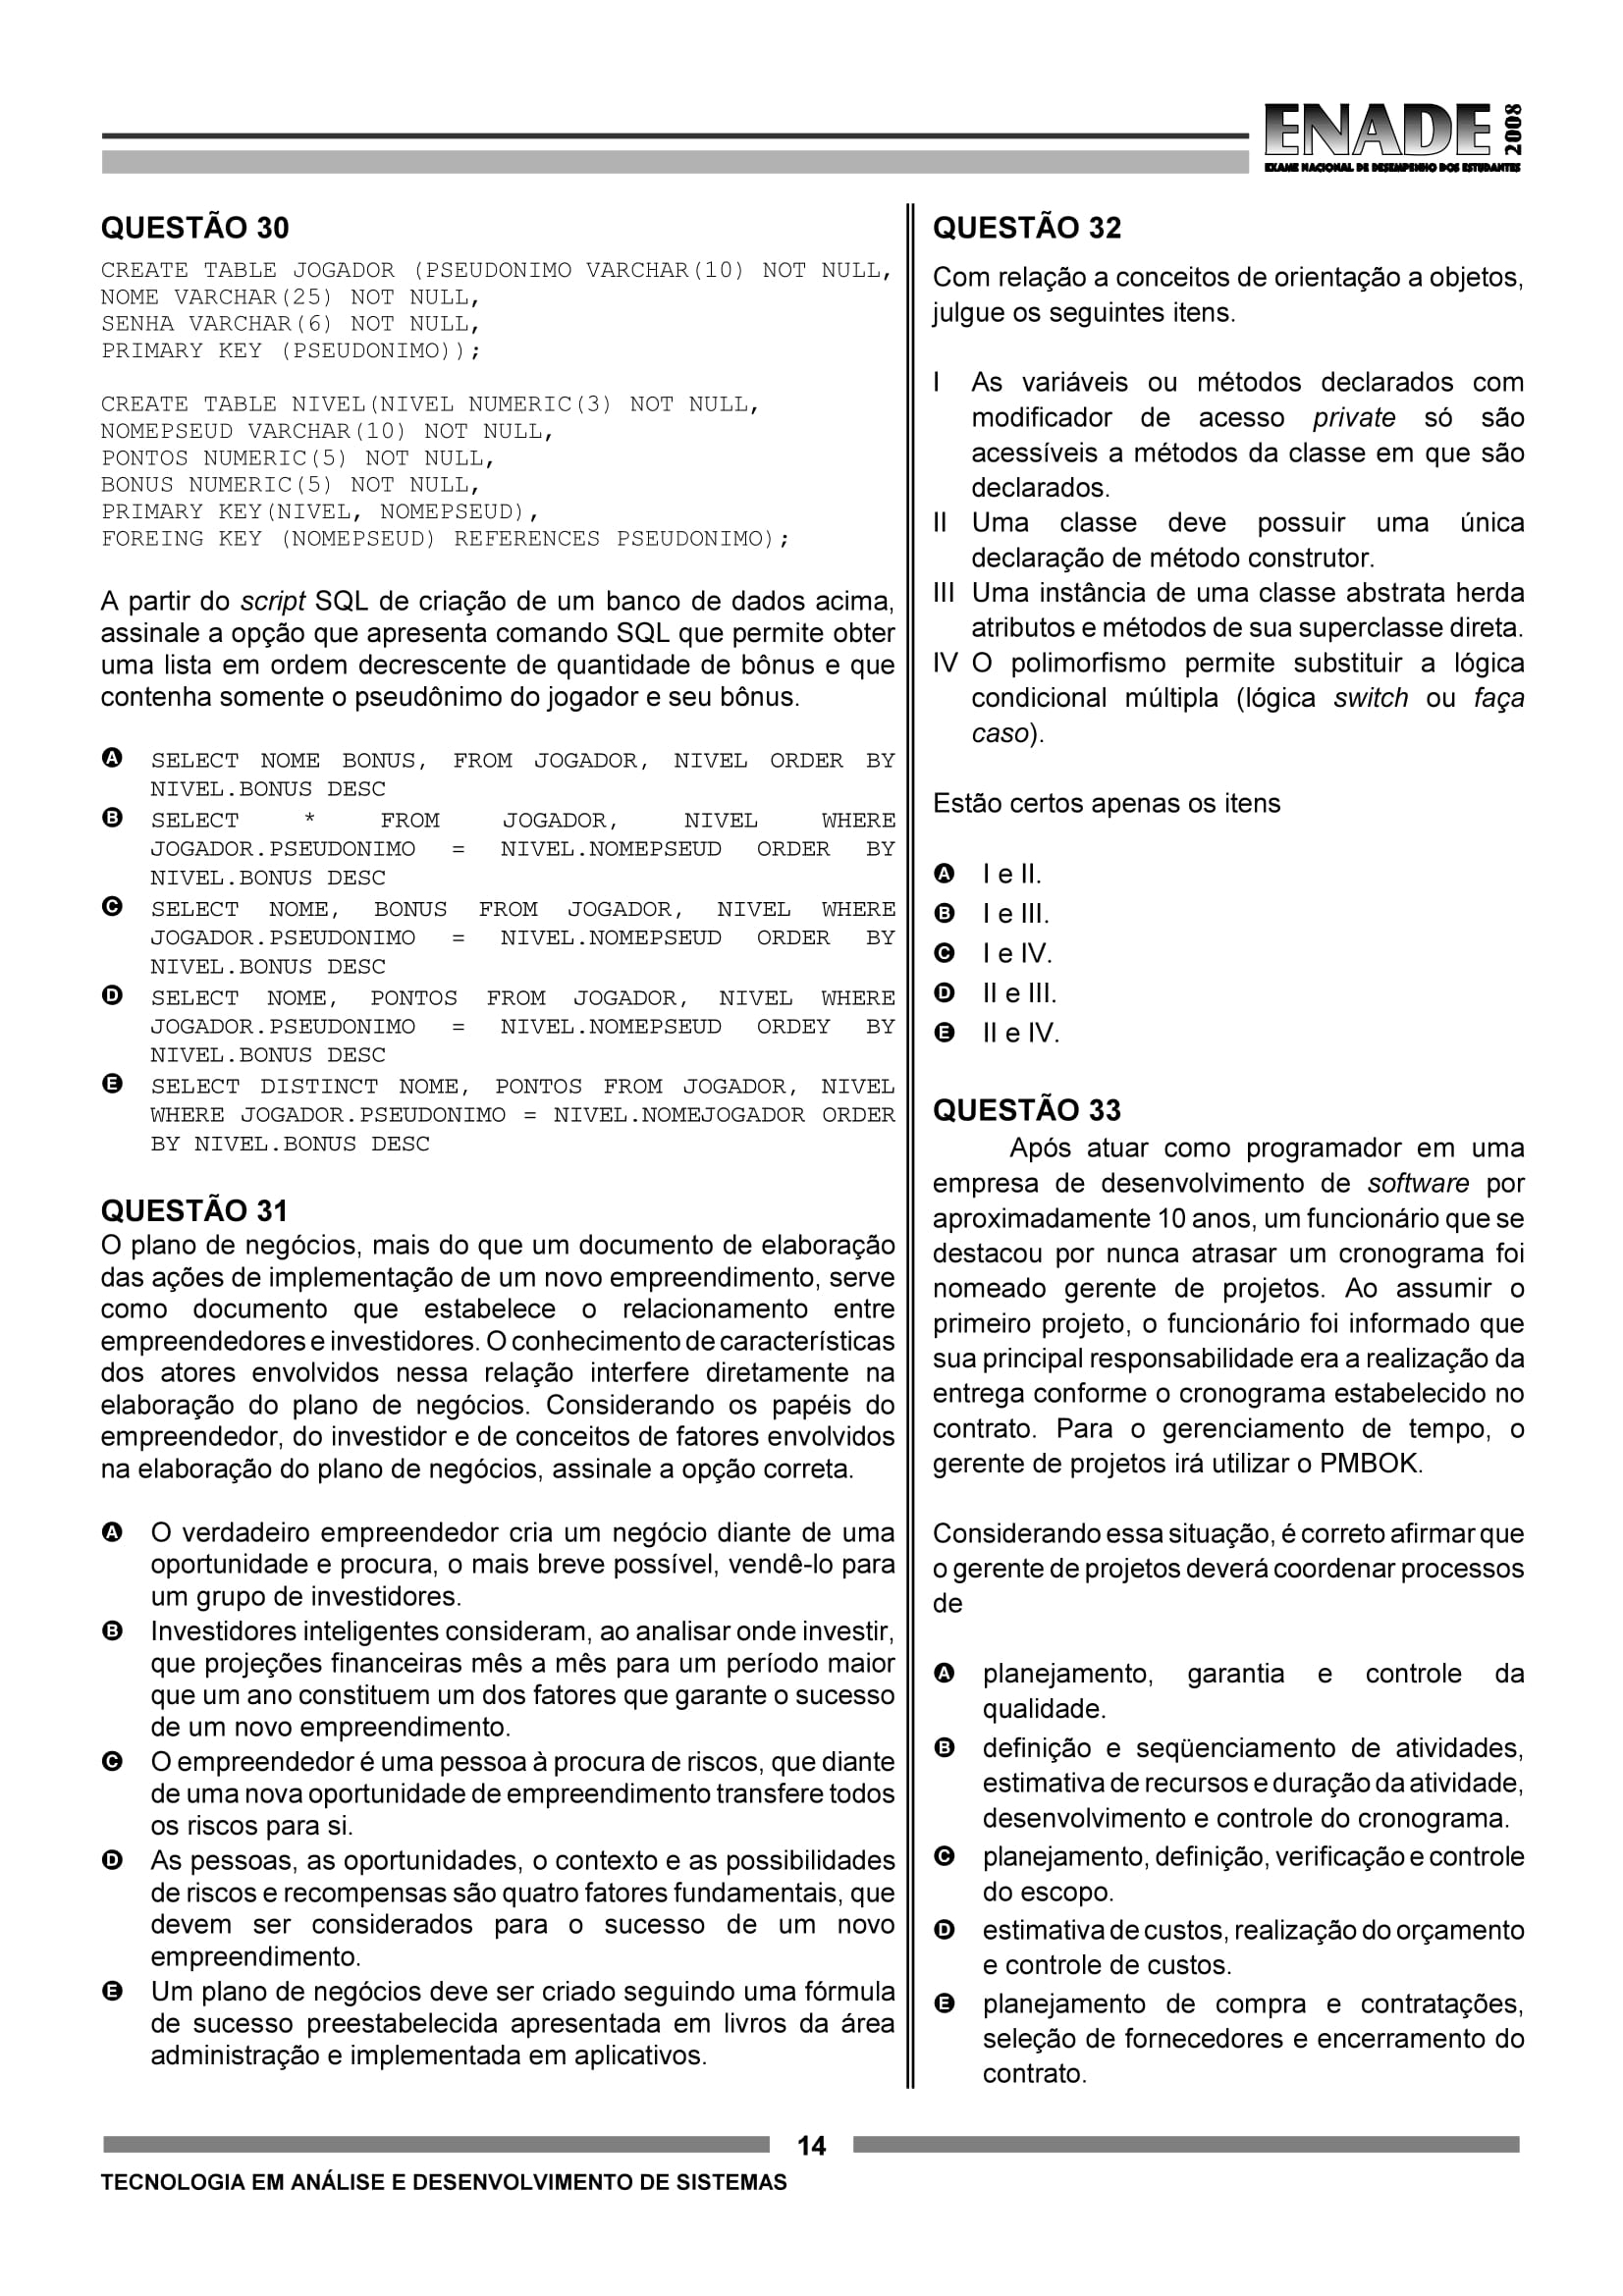 ENADE
2008
EXAME NACIONAL DE DESEMPENHO DOS ESTUDANTES
QUESTÃO 30
CREATE TABLE JOGADOR (PSEUDONIMO VARCHAR(10) NOT NULL,
NOME VARCHAR(25) NOT NULL,
SENHA VARCHAR(6) NOT NULL,
PRIMARY KEY (PSEUDONIMO));
CREATE TABLE NIVEL(NIVEL NUMERIC(3) NOT NULL,
NOMEPSEUD VARCHAR(10) NOT NULL,
PONTOS NUMERIC(5) NOT NULL,
BONUS NUMERIC(5) NOT NULL,
PRIMARY KEY(NIVEL, NOMEPSEUD),
FOREING KEY (NOMEPSEUD) REFERENCES PSEUDONIMO);
A partir do script SQL de criação de um banco de dados acima,
assinale a opção que apresenta comando SQL que permite obter
uma lista em ordem decrescente de quantidade de bônus e que
contenha somente o pseudônimo do jogador e seu bônus.
A SELECT NOME BONUS, FROM JOGADOR, NIVEL ORDER BY
NIVEL.BONUS DESC
B SELECT * FROM JOGADOR, NIVEL WHERE
JOGADOR.PSEUDONIMO = NIVEL.NOMEPSEUD ORDER BY
NIVEL.BONUS DESC
C SELECT NOME, BONUS FROM JOGADOR, NIVEL WHERE
JOGADOR.PSEUDONIMO = NIVEL.NOMEPSEUD ORDER BY
NIVEL.BONUS DESC
D SELECT NOME, PONTOS FROM JOGADOR, NIVEL WHERE
JOGADOR.PSEUDONIMO = NIVEL.NOMEPSEUD ORDEY BY
NIVEL.BONUS DESC
E SELECT DISTINCT NOME, PONTOS FROM JOGADOR, NIVEL
WHERE JOGADOR.PSEUDONIMO = NIVEL.NOMEJOGADOR ORDER
BY NIVEL.BONUS DESC
QUESTÃO 31
O plano de negócios, mais do que um documento de elaboração
das ações de implementação de um novo empreendimento, serve
como documento que estabelece o relacionamento entre
empreendedores e investidores. O conhecimento de características
dos atores envolvidos nessa relação interfere diretamente na
elaboração do plano de negócios. Considerando os papéis do
empreendedor, do investidor e de conceitos de fatores envolvidos
na elaboração do plano de negócios, assinale a opção correta.
A O verdadeiro empreendedor cria um negócio diante de uma
oportunidade e procura, o mais breve possível, vendê-lo para
um grupo de investidores.
B Investidores inteligentes consideram, ao analisar onde investir,
que projeções financeiras mês a mês para um período maior
que um ano constituem um dos fatores que garante o sucesso
de um novo empreendimento.
C O empreendedor é uma pessoa à procura de riscos, que diante
de uma nova oportunidade de empreendimento transfere todos
os riscos para si.
D As pessoas, as oportunidades, o contexto e as possibilidades
de riscos e recompensas são quatro fatores fundamentais, que
devem ser considerados para o sucesso de um novo
empreendimento.
E Um plano de negócios deve ser criado seguindo uma fórmula
de sucesso preestabelecida apresentada em livros da área
administração e implementada em aplicativos.
QUESTÃO 32
Com relação a conceitos de orientação a objetos,
julgue os seguintes itens.
I As variáveis ou métodos declarados com
modificador de acesso private só são
acessíveis a métodos da classe em que são
declarados.
II Uma classe deve possuir uma única
declaração de método construtor.
III Uma instância de uma classe abstrata herda
atributos e métodos de sua superclasse direta.
IV O polimorfismo permite substituir a lógica
condicional múltipla (lógica switch ou faça
caso).
Estão certos apenas os itens
A I e II.
B I e III.
C I e IV.
D II e III.
E II e IV.
QUESTÃO 33
Após atuar como programador em uma
empresa de desenvolvimento de software por
aproximadamente 10 anos, um funcionário que se
destacou por nunca atrasar um cronograma foi
nomeado gerente de projetos. Ao assumir o
primeiro projeto, o funcionário foi informado que
sua principal responsabilidade era a realização da
entrega conforme o cronograma estabelecido no
contrato. Para o gerenciamento de tempo, o
gerente de projetos irá utilizar o PMBOK.
Considerando essa situação, é correto afirmar que
o gerente de projetos deverá coordenar processos
de
A planejamento, garantia e controle da
qualidade.
B definição e seqüenciamento de atividades,
estimativa de recursos e duração da atividade,
desenvolvimento e controle do cronograma.
C planejamento, definição, verificação e controle
do escopo.
D estimativa de custos, realização do orçamento
e controle de custos.
E planejamento de compra e contratações,
seleção de fornecedores e encerramento do
contrato.
14
TECNOLOGIA EM ANÁLISE E DESENVOLVIMENTO DE SISTEMAS